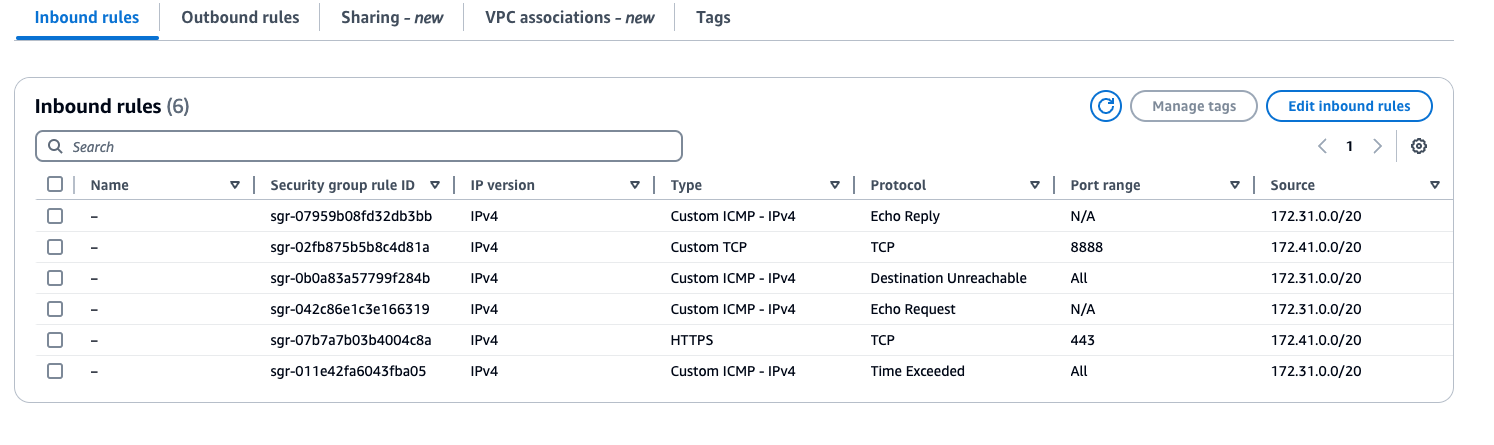 Inbound rules Outbound rules Sharing - new VPC associations - new Tags
Inbound rules (6) Manage tags Edit inbound rules
Search 1
Name Security group rule ID IP version Type Protocol Port range Source
– sgr-07959b08fd32db3bb IPv4 Custom ICMP - IPv4 Echo Reply N/A 172.31.0.0/20
– sgr-02fb875b5b8c4d81a IPv4 Custom TCP TCP 8888 172.41.0.0/20
– sgr-0b0a83a57799f284b IPv4 Custom ICMP - IPv4 Destination Unreachable All 172.31.0.0/20
– sgr-042c86e1c3e166319 IPv4 Custom ICMP - IPv4 Echo Request N/A 172.31.0.0/20
– sgr-07b7a7b03b4004c8a IPv4 HTTPS TCP 443 172.41.0.0/20
– sgr-011e42fa6043fba05 IPv4 Custom ICMP - IPv4 Time Exceeded All 172.31.0.0/20